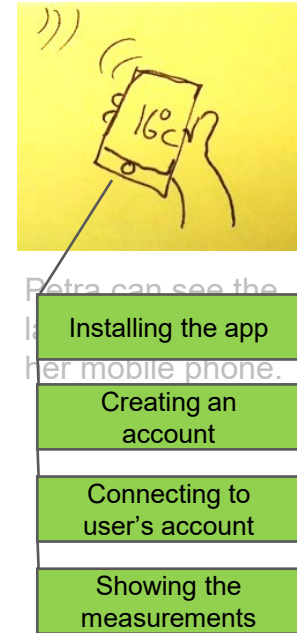 16°C
Petra can see the
her mobile phone.
Installing the app
Creating an
account
Connecting to
user's account
Showing the
measurements